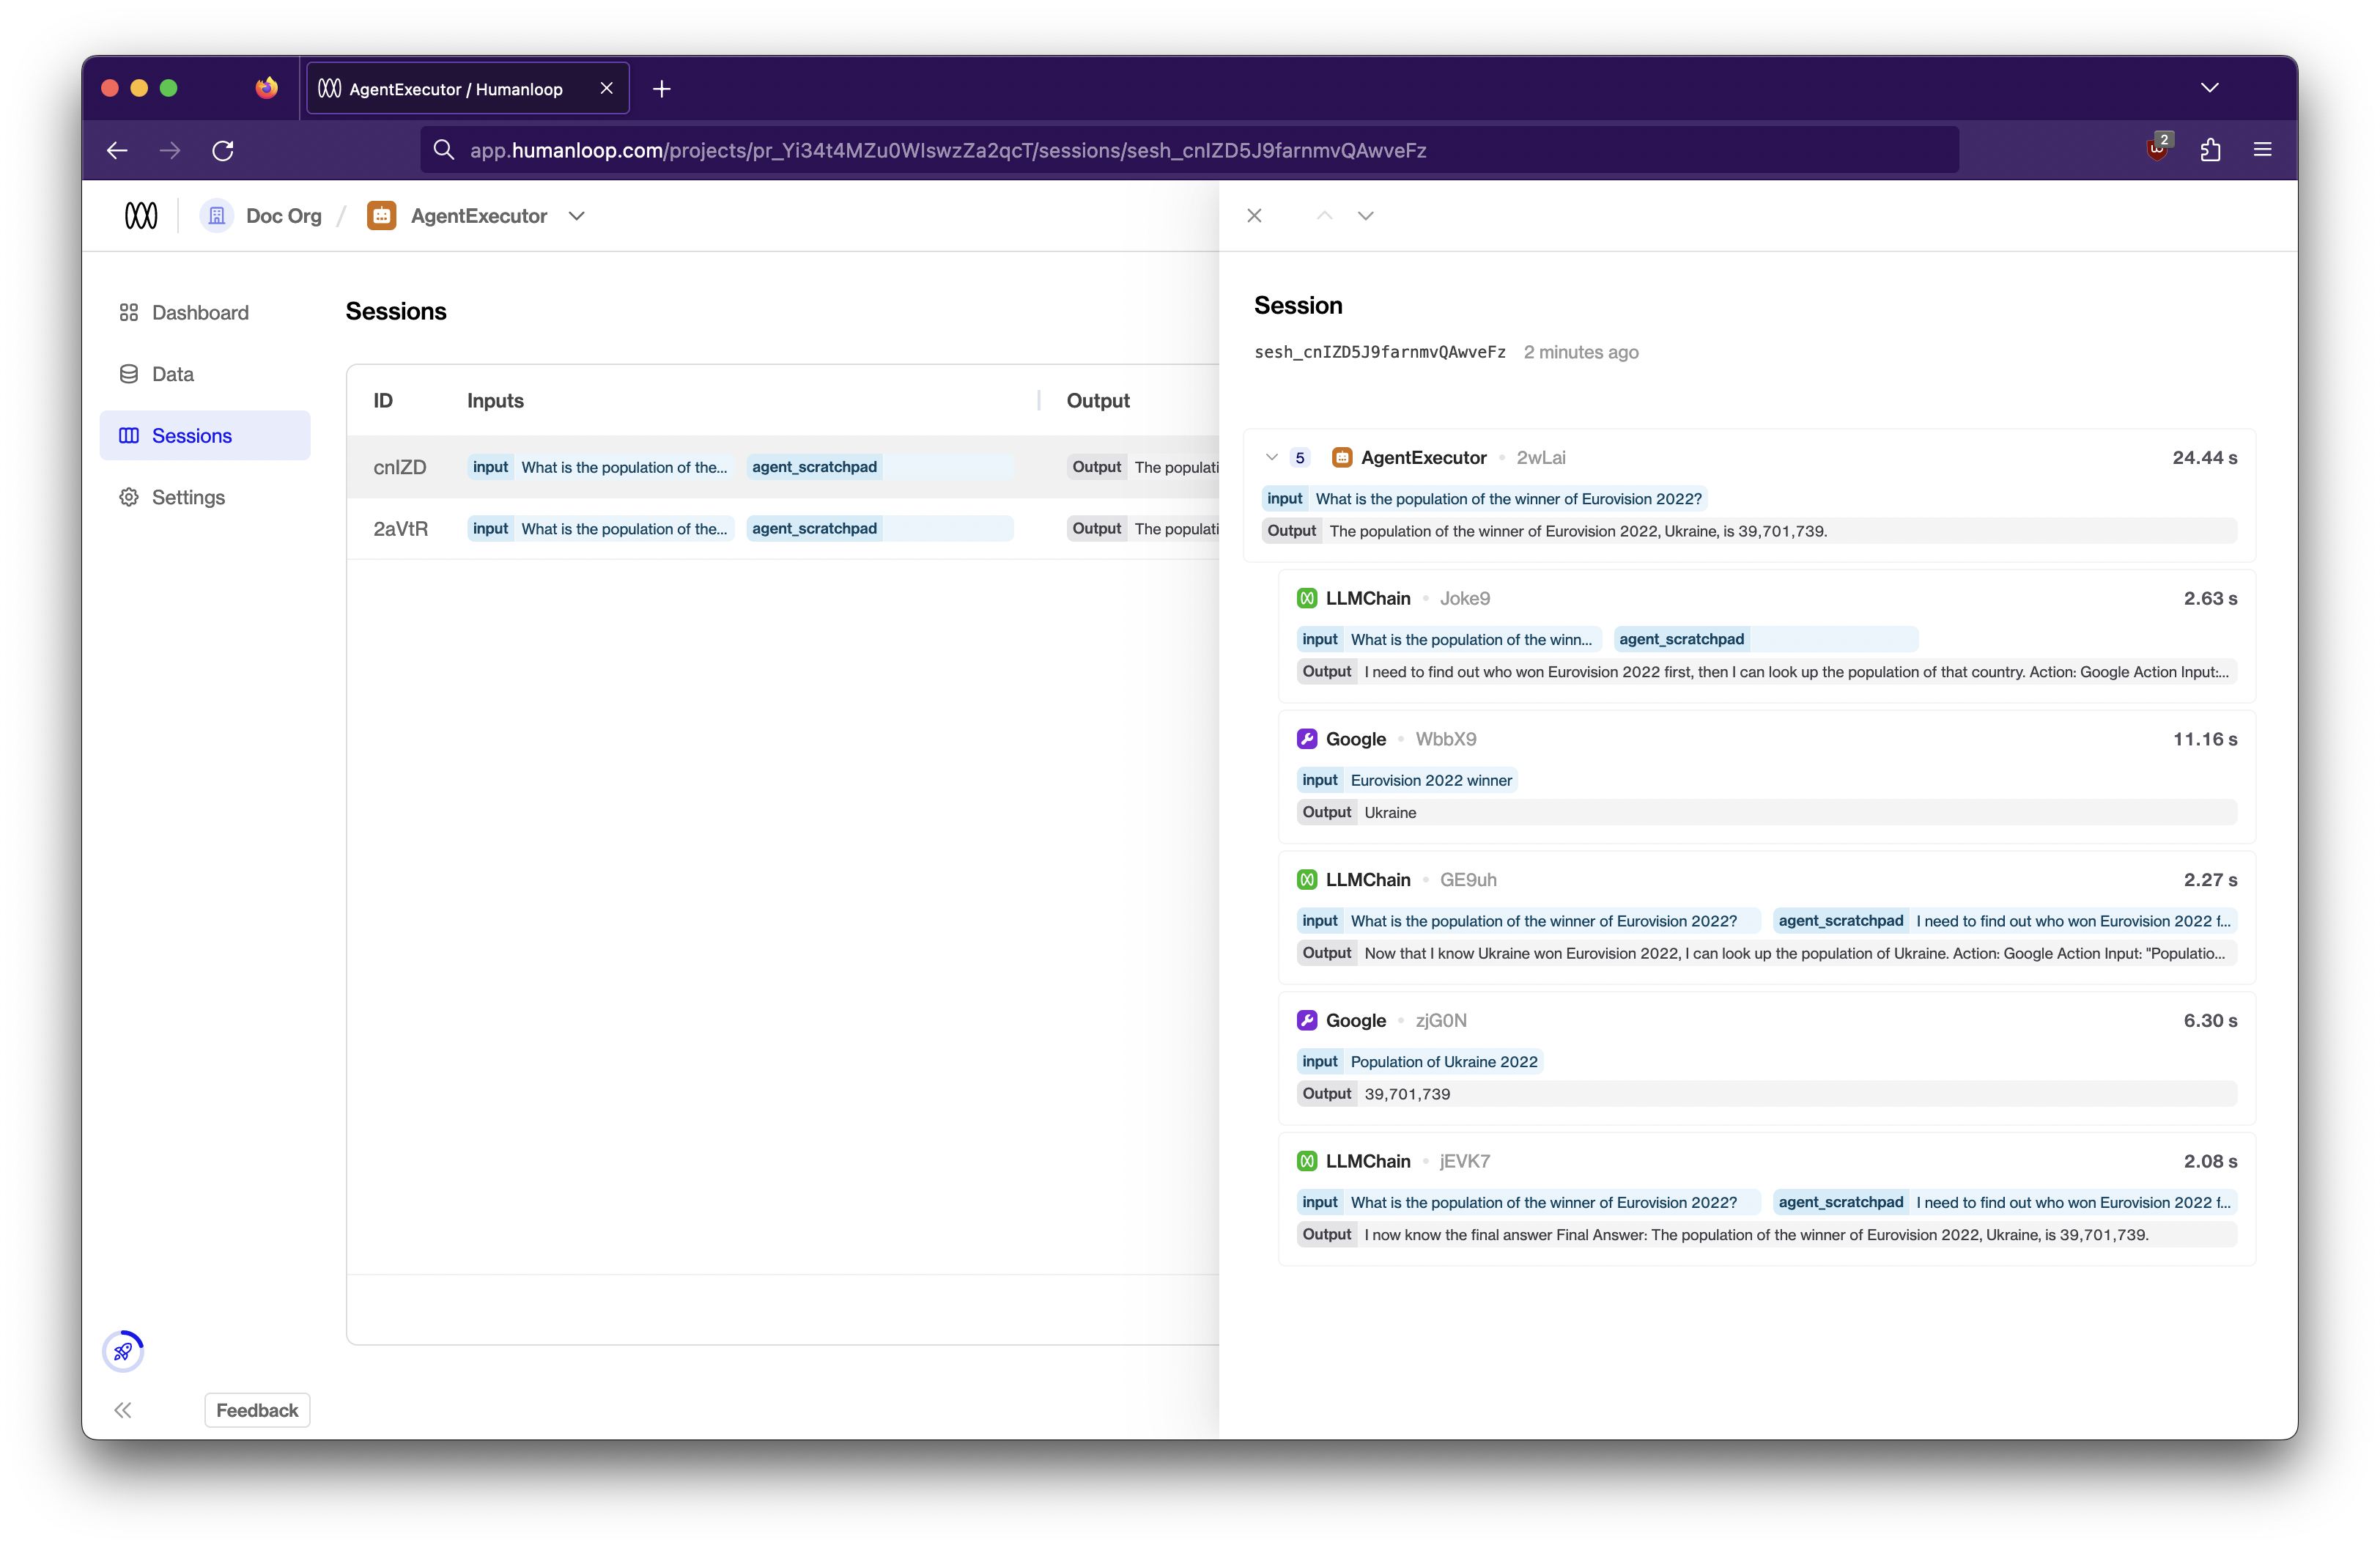 AgentExecutor / Humanloop
app.humanloop.com/projects/pr_Yi34t4MZu0WIswzZa2qcT/sessions/sesh_cnIZD5J9farnmvQAwveFz
2
Doc Org / AgentExecutor
Dashboard
Data
Sessions
Settings
Feedback
Sessions
ID Inputs Output
cnIZD input What is the population of the... agent_scratchpad Output The populati
2aVtR input What is the population of the... agent_scratchpad Output The populati
Session
sesh_cnIZD5J9farnmvQAwveFz 2 minutes ago
5 AgentExecutor • 2wLai 24.44 s
input What is the population of the winner of Eurovision 2022?
Output The population of the winner of Eurovision 2022, Ukraine, is 39,701,739.
LLMChain • Joke9 2.63 s
input What is the population of the winn... agent_scratchpad
Output I need to find out who won Eurovision 2022 first, then I can look up the population of that country. Action: Google Action Input:...
Google • WbbX9 11.16 s
input Eurovision 2022 winner
Output Ukraine
LLMChain • GE9uh 2.27 s
input What is the population of the winner of Eurovision 2022? agent_scratchpad I need to find out who won Eurovision 2022 f...
Output Now that I know Ukraine won Eurovision 2022, I can look up the population of Ukraine. Action: Google Action Input: "Populatio...
Google • zjG0N 6.30 s
input Population of Ukraine 2022
Output 39,701,739
LLMChain • jEVK7 2.08 s
input What is the population of the winner of Eurovision 2022? agent_scratchpad I need to find out who won Eurovision 2022 f...
Output I now know the final answer Final Answer: The population of the winner of Eurovision 2022, Ukraine, is 39,701,739.